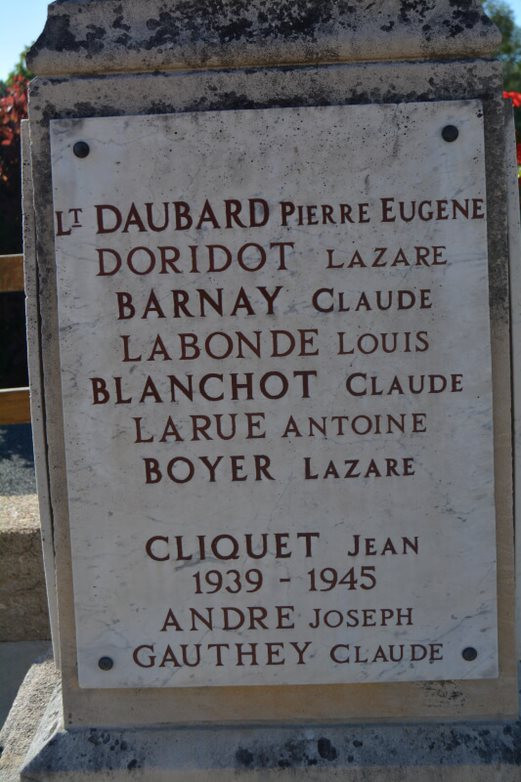 LT DAUBARD PIERRE EUGENE
DORIDOT LAZARE
BARNAY CLAUDE
LABONDE LOUIS
BLANCHOT CLAUDE
LARUE ANTOINE
BOYER LAZARE
CLIQUET JEAN
1939 - 1945
ANDRE JOSEPH
GAUTHEY CLAUDE